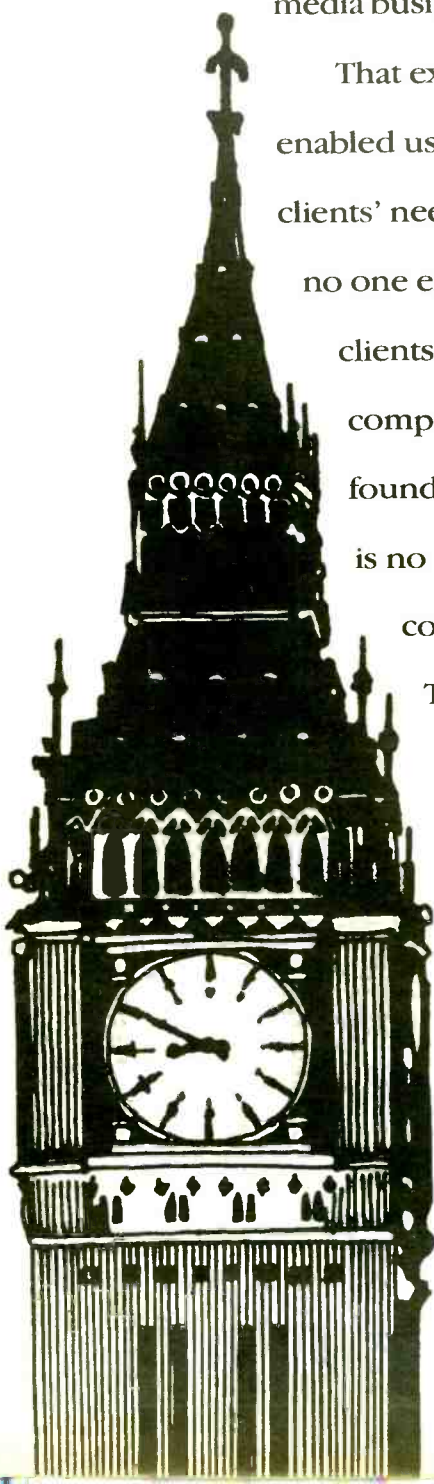 media busi
That ex
enabled us
clients' nee
no one e
clients
comp
found
is no
co
T